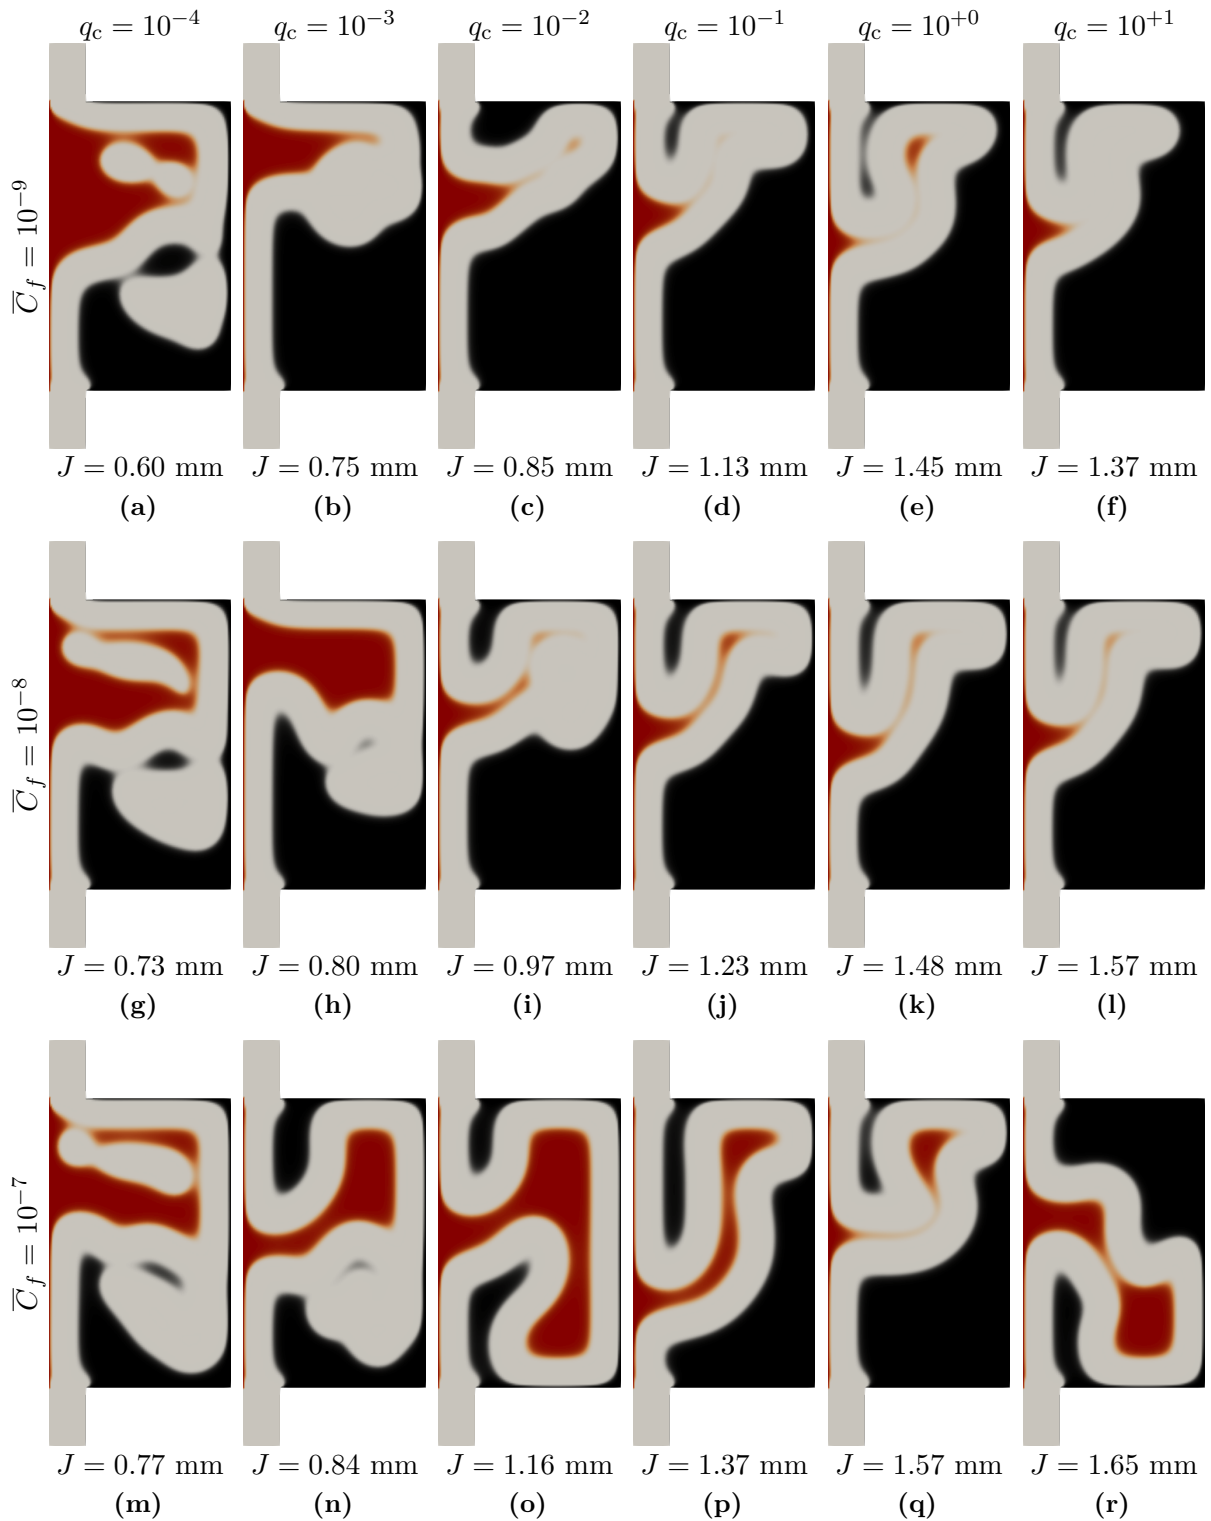 q_c = 10^{-4} q_c = 10^{-3} q_c = 10^{-2} q_c = 10^{-1} q_c = 10^{+0} q_c = 10^{+1}
\overline{C}_f = 10^{-9}
J = 0.60 mm J = 0.75 mm J = 0.85 mm J = 1.13 mm J = 1.45 mm J = 1.37 mm
(a) (b) (c) (d) (e) (f)
\overline{C}_f = 10^{-8}
J = 0.73 mm J = 0.80 mm J = 0.97 mm J = 1.23 mm J = 1.48 mm J = 1.57 mm
(g) (h) (i) (j) (k) (l)
\overline{C}_f = 10^{-7}
J = 0.77 mm J = 0.84 mm J = 1.16 mm J = 1.37 mm J = 1.57 mm J = 1.65 mm
(m) (n) (o) (p) (q) (r)